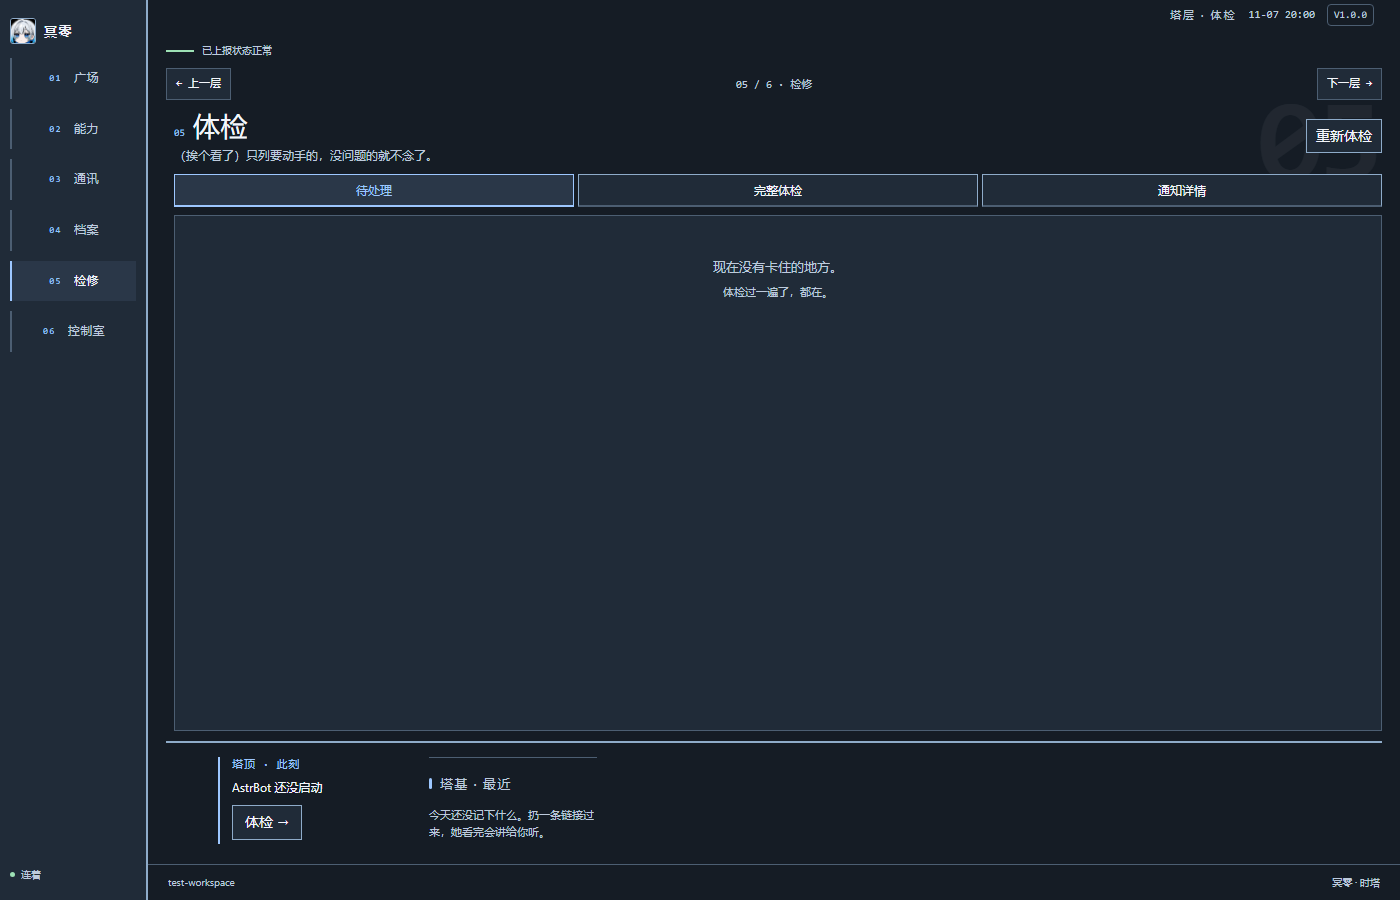 冥零
01 广场
02 能力
03 通讯
04 档案
05 检修
06 控制室
连着
塔层 · 体检 11-07 20:00 V1.0.0
已上报状态正常
← 上一层
05 / 6 · 检修
下一层 →
05
05 体检
（挨个看了）只列要动手的，没问题的就不念了。
重新体检
待处理
完整体检
通知详情
现在没有卡住的地方。
体检过一遍了，都在。
塔顶 · 此刻
AstrBot 还没启动
体检 →
塔基 · 最近
今天还没记下什么。扔一条链接过
来，她看完会讲给你听。
test-workspace
冥零 · 时塔